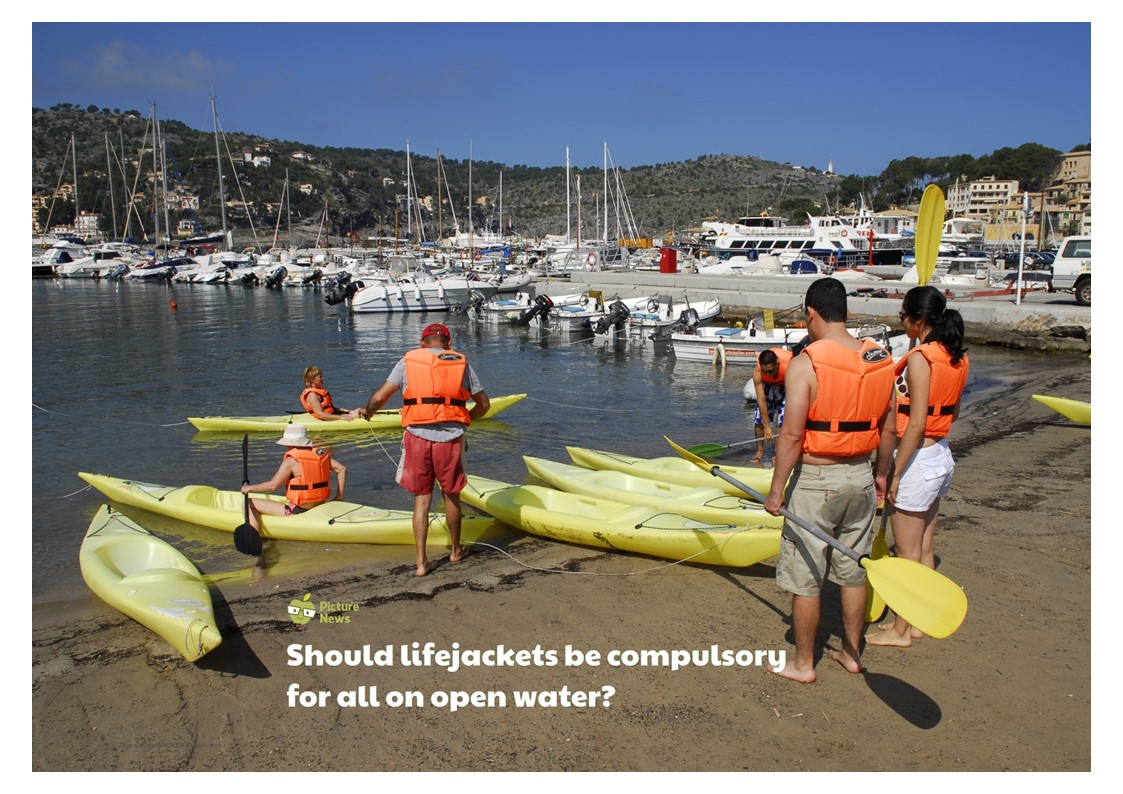 Picture
News
Should lifejackets be compulsory
for all on open water?